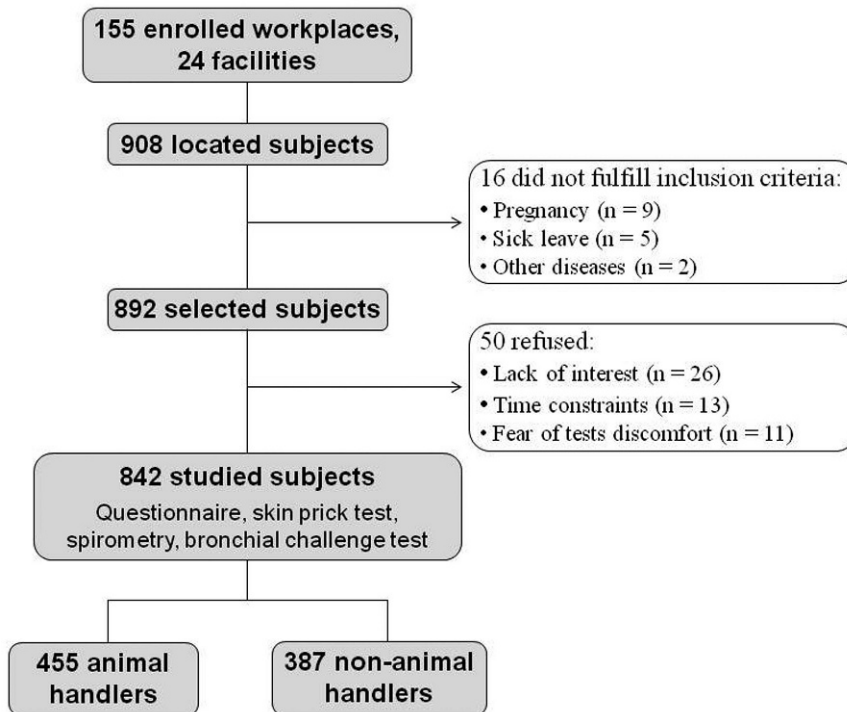 155 enrolled workplaces,
24 facilities
908 located subjects
16 did not fulfill inclusion criteria:
• Pregnancy (n = 9)
• Sick leave (n = 5)
• Other diseases (n = 2)
892 selected subjects
50 refused:
• Lack of interest (n = 26)
• Time constraints (n = 13)
• Fear of tests discomfort (n = 11)
842 studied subjects
Questionnaire, skin prick test,
spirometry, bronchial challenge test
455 animal
handlers
387 non-animal
handlers